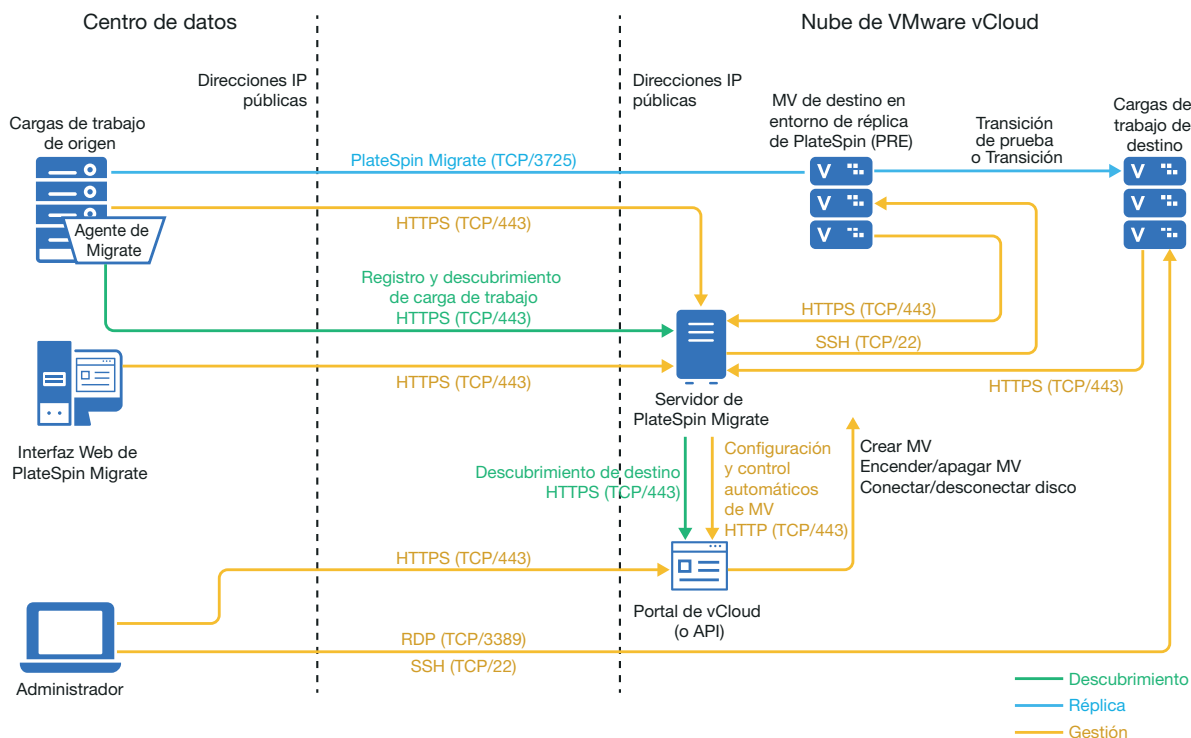 Centro de datos
Nube de VMware vCloud
Direcciones IP
públicas
Direcciones IP
públicas
Cargas de trabajo
de origen
MV de destino en
entorno de réplica
de PlateSpin (PRE)
Transición
de prueba
o Transición
Cargas de
trabajo de
destino
PlateSpin Migrate (TCP/3725)
V
V
V
V
V
V
HTTPS (TCP/443)
Agente de
Migrate
Registro y descubrimiento
de carga de trabajo
HTTPS (TCP/443)
HTTPS (TCP/443)
SSH (TCP/22)
HTTPS (TCP/443)
HTTPS (TCP/443)
Servidor de
PlateSpin Migrate
Interfaz Web de
PlateSpin Migrate
Descubrimiento de destino
HTTPS (TCP/443)
Configuración
y control
automáticos
de MV
HTTP (TCP/443)
Crear MV
Encender/apagar MV
Conectar/desconectar disco
HTTPS (TCP/443)
Portal de vCloud
(o API)
RDP (TCP/3389)
SSH (TCP/22)
Administrador
Descubrimiento
Réplica
Gestión